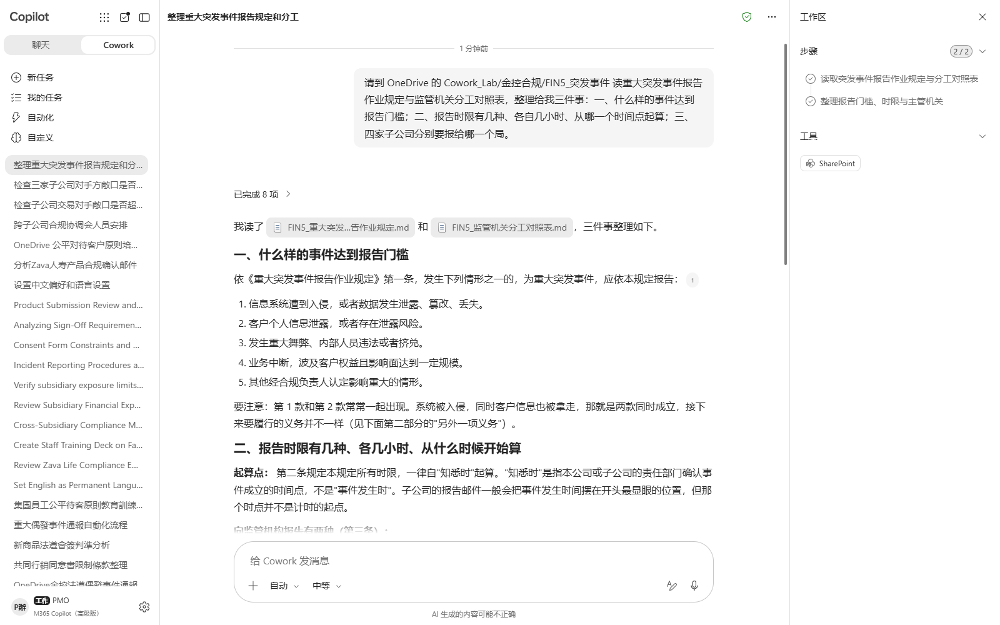 Copilot
聊天
Cowork
新任务
我的任务
自动化
自定义
整理重大突发事件报告规定和分...
检查三家子公司对手方敞口是否...
检查子公司交易对手敞口是否超...
跨子公司合规协调会人员安排
OneDrive 公平对待客户原则培...
分析Zava人寿产品合规确认邮件
设置中文偏好和语言设置
Product Submission Review and...
Analyzing Sign-Off Requiremen...
Consent Form Constraints and ...
Incident Reporting Procedures a...
Verify subsidiary exposure limits...
Review Subsidiary Financial Exp...
Cross-Subsidiary Compliance M...
Create Staff Training Deck on Fa...
Review Zava Life Compliance E...
Set English as Permanent Langu...
集團員工公平待客原則教育訓練...
重大偶發事件通報自動化流程
新商品法遵會簽判準分析
共同行銷同意書限制條款整理
OneDrive金控法遵偶發事件通報
P辦
工作 PMO
M365 Copilot（高级版）
整理重大突发事件报告规定和分工
1 分钟前
请到 OneDrive 的 Cowork_Lab/金控合规/FIN5_突发事件 读重大突发事件报告
作业规定与监管机关分工对照表，整理给我三件事：一、什么样的事件达到
报告门槛；二、报告时限有几种、各自几小时、从哪一个时间点起算；三、
四家子公司分别要报给哪一个局。
已完成 8 项
我读了 FIN5_重大突发...告作业规定.md 和 FIN5_监管机关分工对照表.md，三件事整理如下。
一、什么样的事件达到报告门槛
依《重大突发事件报告作业规定》第一条，发生下列情形之一的，为重大突发事件，应依本规定报告： 1
1. 信息系统遭到入侵，或者数据发生泄露、篡改、丢失。
2. 客户个人信息泄露，或者存在泄露风险。
3. 发生重大舞弊、内部人员违法或者挤兑。
4. 业务中断，波及客户权益且影响面达到一定规模。
5. 其他经合规负责人认定影响重大的情形。
要注意：第 1 款和第 2 款常常一起出现。系统被入侵，同时客户信息也被拿走，那就是两款同时成立，接下
来要履行的义务并不一样（见下面第二部分的"另外一项义务"）。
二、报告时限有几种、各几小时、从什么时候开始算
起算点： 第二条规定本规定所有时限，一律自"知悉时"起算。"知悉时"是指本公司或子公司的责任部门确认事
件成立的时间点，不是"事件发生时"。子公司的报告邮件一般会把事件发生时间摆在开头最显眼的位置，但那
个时点并不是计时的起点。
向监管机构报告有两种（第三条）：
给 Cowork 发消息
自动
中等
AI 生成的内容可能不正确
工作区
步骤
2 / 2
读取突发事件报告作业规定与分工对照表
整理报告门槛、时限与主管机关
工具
SharePoint